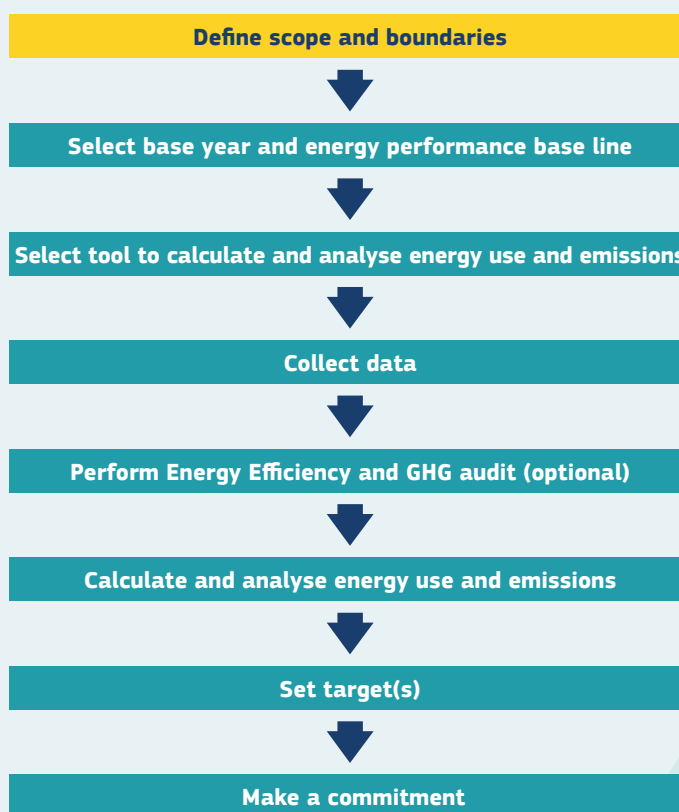 Define scope and boundaries
Select base year and energy performance base line
Select tool to calculate and analyse energy use and emissions
Collect data
Perform Energy Efficiency and GHG audit (optional)
Calculate and analyse energy use and emissions
Set target(s)
Make a commitment